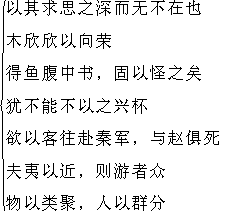 以其求思之深而无不在也
木欣欣以向荣
得鱼腹中书，固以怪之矣
犹不能不以之兴杯
欲以客往赴秦军，与赵俱死
夫夷以近，则游者众
物以类聚，人以群分